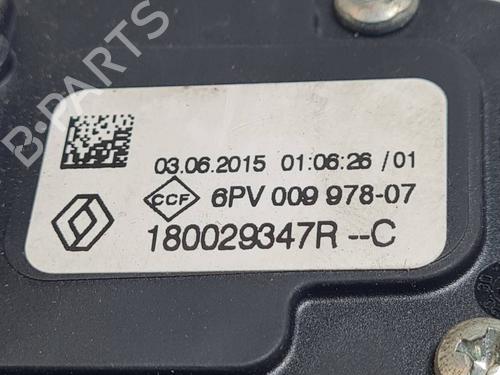 B-PARTS
03.06.2015 01:06:26 /01
CCF 6PV 009 978-07
180029347R --C